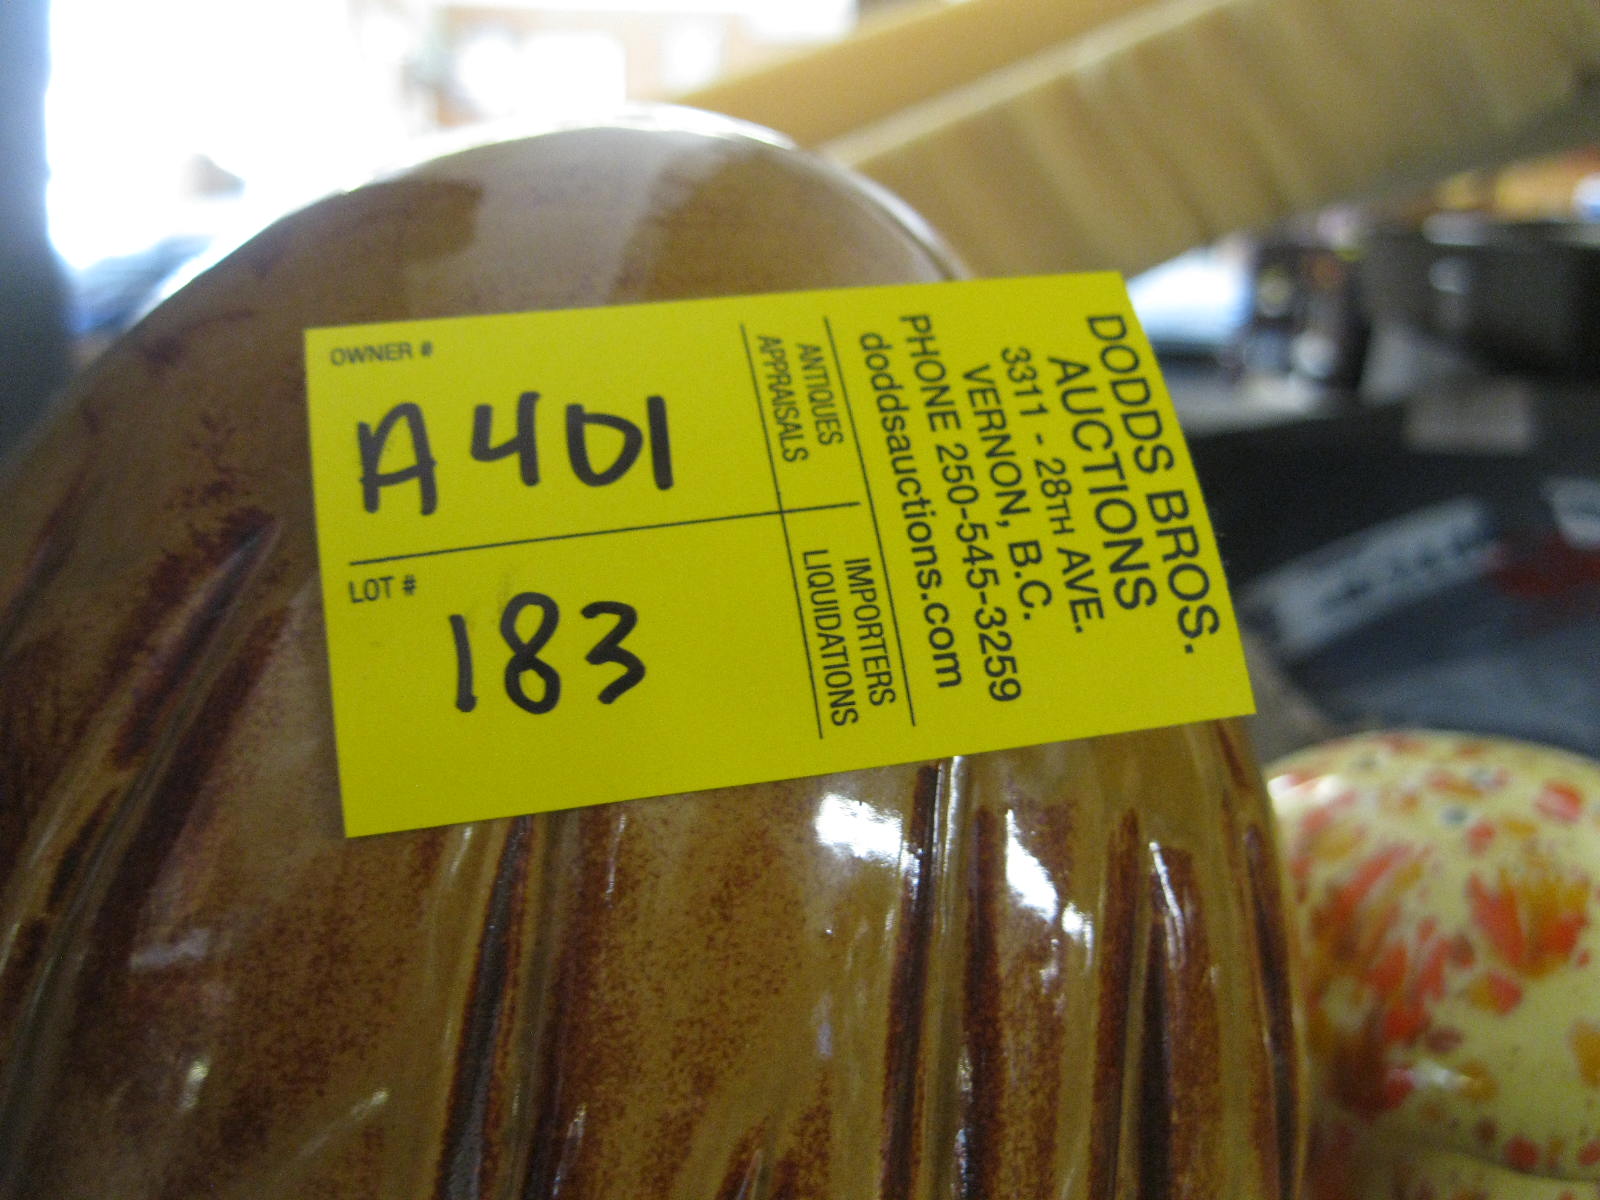 OWNER #
A401
LOT #
183
ANTIQUES
APPRAISALS
IMPORTERS
LIQUIDATIONS
DODDS BROS.
AUCTIONS
3311 - 28TH AVE.
VERNON, B.C.
PHONE 250-545-3259
doddsauctions.com